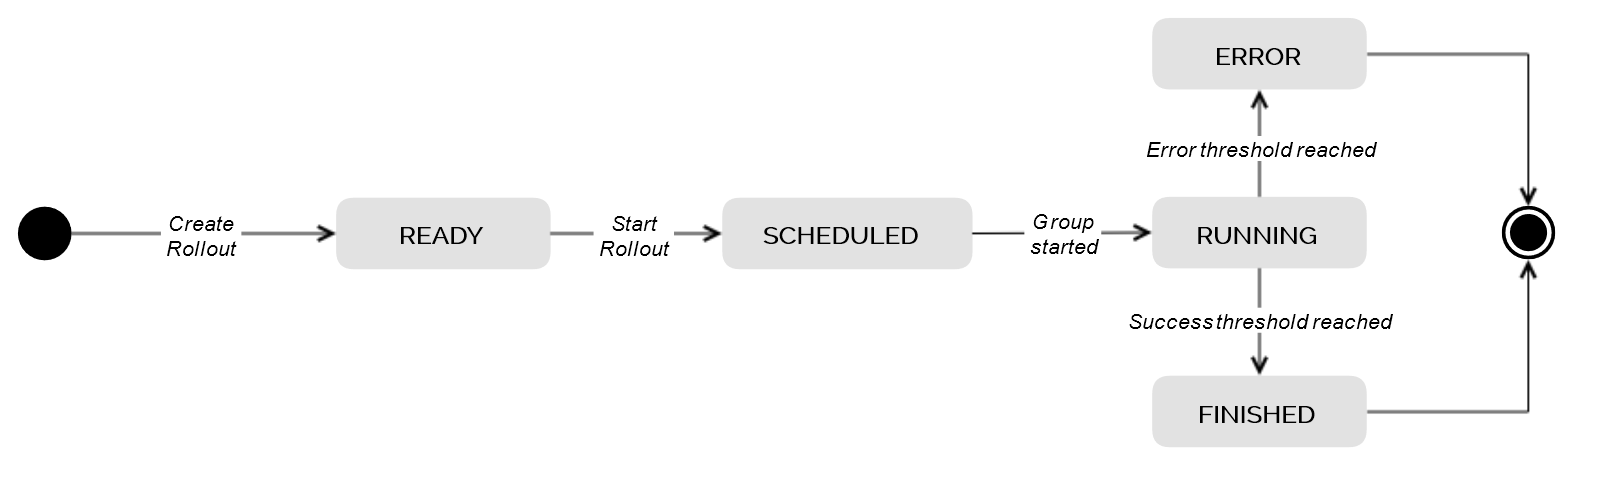 ERROR
Error threshold reached
Create
Rollout
READY
Start
Rollout
SCHEDULED
Group
started
RUNNING
Success threshold reached
FINISHED